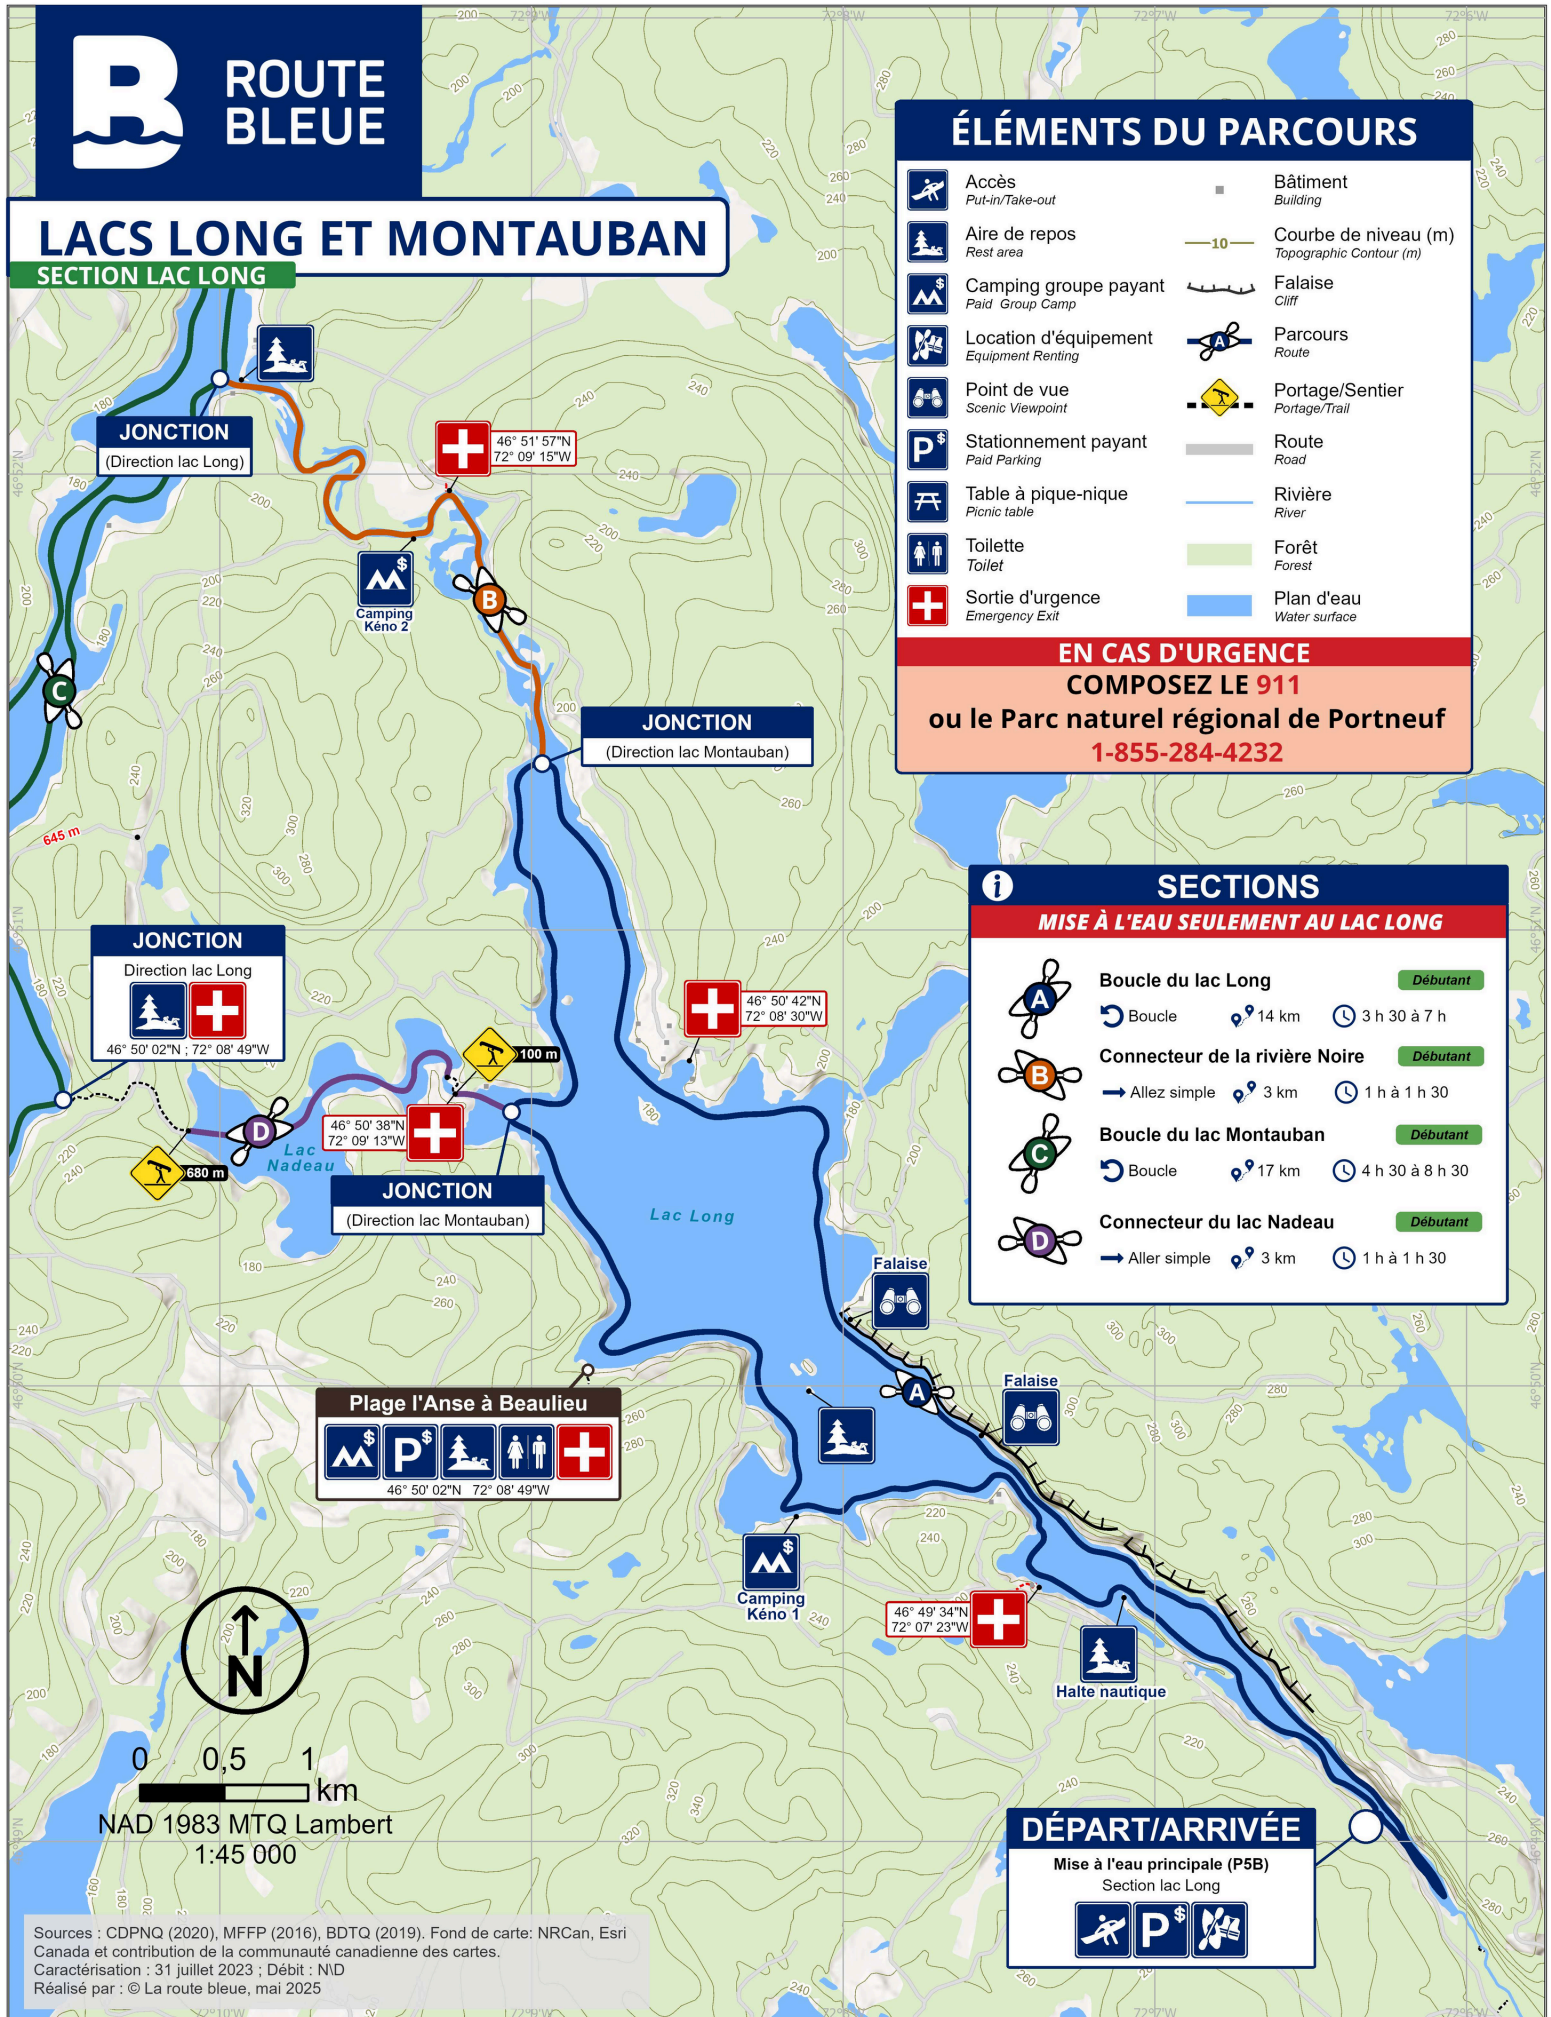 ROUTE
BLEUE
LACS LONG ET MONTAUBAN
SECTION LAC LONG
ÉLÉMENTS DU PARCOURS
Accès
Put-in/Take-out
Aire de repos
Rest area
Camping groupe payant
Paid Group Camp
Location d'équipement
Equipment Renting
Point de vue
Scenic Viewpoint
Stationnement payant
Paid Parking
Table à pique-nique
Picnic table
Toilette
Toilet
Sortie d'urgence
Emergency Exit
Bâtiment
Building
10
Courbe de niveau (m)
Topographic Contour (m)
Falaise
Cliff
A
Parcours
Route
Portage/Sentier
Portage/Trail
Route
Road
Rivière
River
Forêt
Forest
Plan d'eau
Water surface
EN CAS D'URGENCE
COMPOSEZ LE 911
ou le Parc naturel régional de Portneuf
1-855-284-4232
JONCTION
(Direction lac Long)
46° 51' 57"N
72° 09' 15"W
Camping
Kéno 2
B
C
JONCTION
(Direction lac Montauban)
645 m
SECTIONS
MISE À L'EAU SEULEMENT AU LAC LONG
A
Boucle du lac Long
Débutant
Boucle
14 km
3 h 30 à 7 h
B
Connecteur de la rivière Noire
Débutant
Allez simple
3 km
1 h à 1 h 30
C
Boucle du lac Montauban
Débutant
Boucle
17 km
4 h 30 à 8 h 30
D
Connecteur du lac Nadeau
Débutant
Aller simple
3 km
1 h à 1 h 30
JONCTION
Direction lac Long
46° 50' 02"N ; 72° 08' 49"W
46° 50' 42"N
72° 08' 30"W
100 m
46° 50' 38"N
72° 09' 13"W
D
Lac
Nadeau
680 m
JONCTION
(Direction lac Montauban)
Lac Long
Falaise
A
Falaise
Plage l'Anse à Beaulieu
$
P$
46° 50' 02"N 72° 08' 49"W
Camping
Kéno 1
46° 49' 34"N
72° 07' 23"W
Halte nautique
N
0 0,5 1
km
NAD 1983 MTQ Lambert
1:45 000
DÉPART/ARRIVÉE
Mise à l'eau principale (P5B)
Section lac Long
P$
Sources : CDPNQ (2020), MFFP (2016), BDTQ (2019). Fond de carte: NRCan, Esri
Canada et contribution de la communauté canadienne des cartes.
Caractérisation : 31 juillet 2023 ; Débit : N\D
Réalisé par : © La route bleue, mai 2025